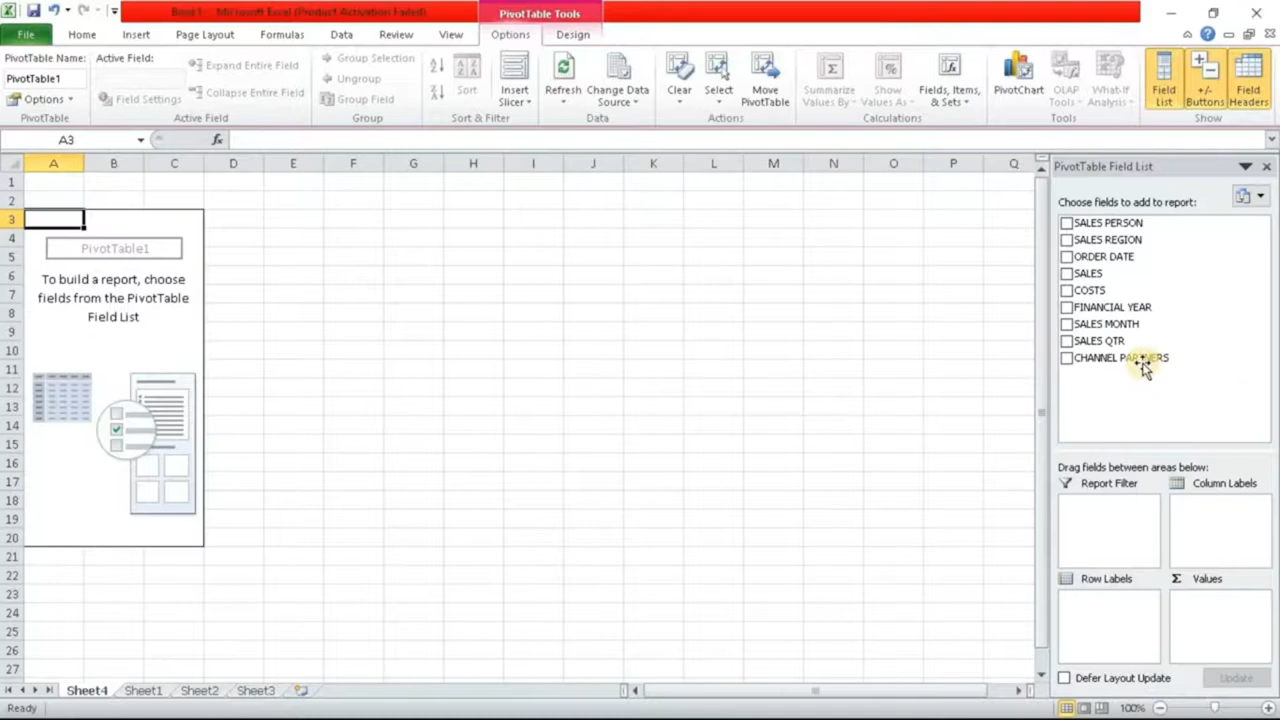 Book1 - Microsoft Excel (Product Activation Failed)
PivotTable Tools
File Home Insert Page Layout Formulas Data Review View Options Design
PivotTable Name:
PivotTable1
Options
PivotTable
Active Field:
Field Settings
Expand Entire Field
Collapse Entire Field
Active Field
Group Selection
Ungroup
Group Field
Group
Sort
Insert Slicer
Sort & Filter
Refresh
Change Data Source
Data
Clear
Select
Move PivotTable
Actions
Summarize Values By
Show Values As
Fields, Items, & Sets
Calculations
PivotChart
OLAP Tools
What-If Analysis
Tools
Field List
+/- Buttons
Field Headers
Show
A3
fx
A B C D E F G H I J K L M N O P Q
1
2
3
4
5
6
7
8
9
10
11
12
13
14
15
16
17
18
19
20
21
22
23
24
25
26
27
PivotTable1
To build a report, choose
fields from the PivotTable
Field List
PivotTable Field List
Choose fields to add to report:
SALES PERSON
SALES REGION
ORDER DATE
SALES
COSTS
FINANCIAL YEAR
SALES MONTH
SALES QTR
CHANNEL PARTNERS
Drag fields between areas below:
Report Filter
Column Labels
Row Labels
Σ Values
Defer Layout Update
Update
Sheet4 Sheet1 Sheet2 Sheet3
Ready
100%